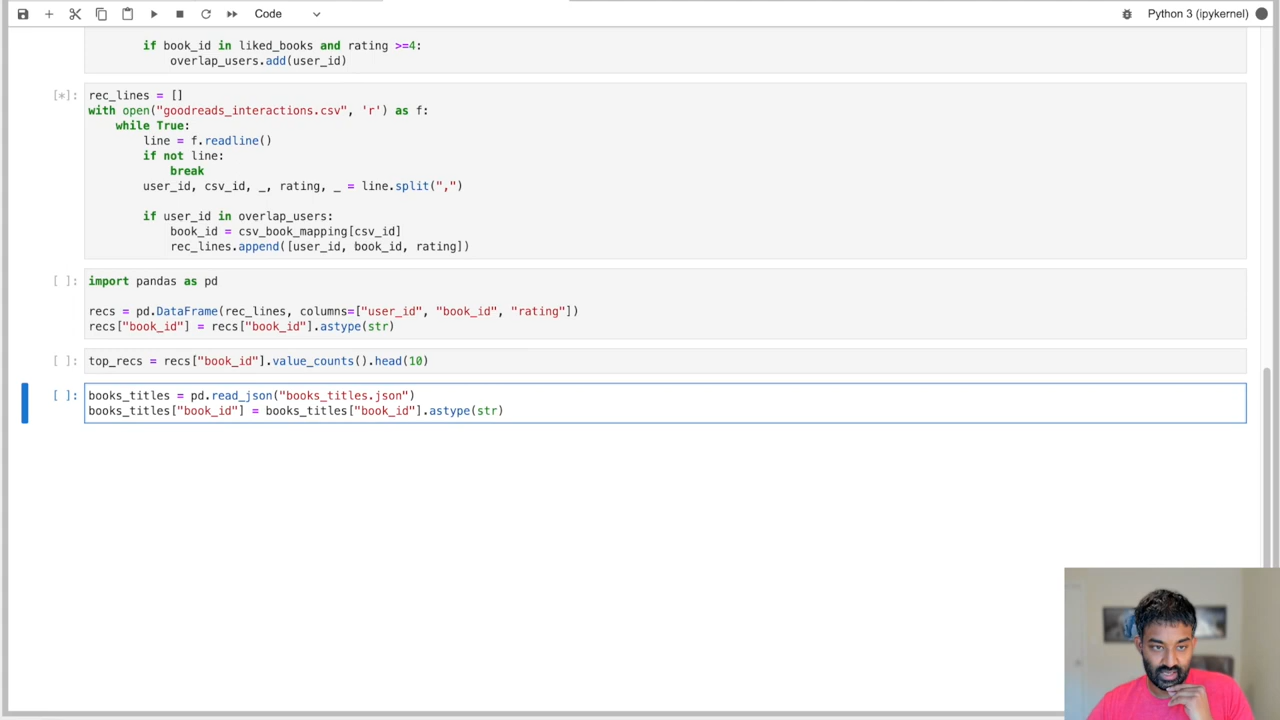 Code
Python 3 (ipykernel)
if book_id in liked_books and rating >=4:
overlap_users.add(user_id)
[*]:
rec_lines = []
with open("goodreads_interactions.csv", 'r') as f:
while True:
line = f.readline()
if not line:
break
user_id, csv_id, _, rating, _ = line.split(",")
if user_id in overlap_users:
book_id = csv_book_mapping[csv_id]
rec_lines.append([user_id, book_id, rating])
[ ]:
import pandas as pd
recs = pd.DataFrame(rec_lines, columns=["user_id", "book_id", "rating"])
recs["book_id"] = recs["book_id"].astype(str)
[ ]:
top_recs = recs["book_id"].value_counts().head(10)
[ ]:
books_titles = pd.read_json("books_titles.json")
books_titles["book_id"] = books_titles["book_id"].astype(str)